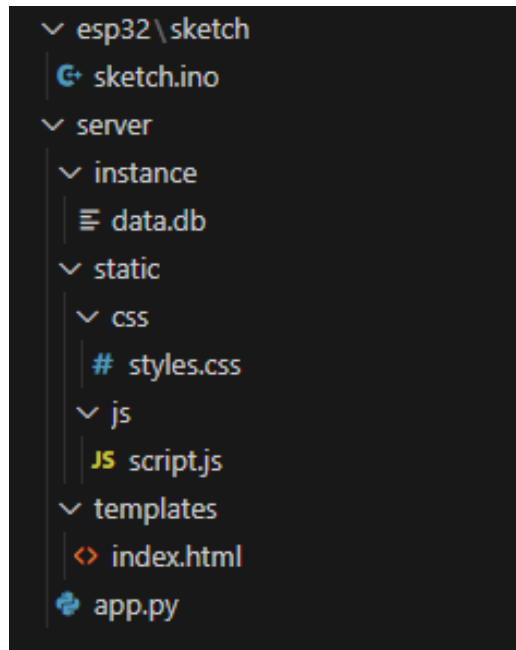 esp32\sketch
sketch.ino
server
instance
data.db
static
css
# styles.css
js
JS script.js
templates
<> index.html
app.py